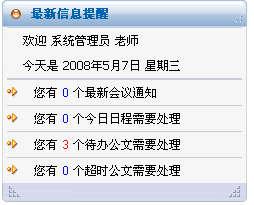 最新信息提醒
欢迎 系统管理员 老师
今天是 2008年5月7日 星期三
您有 0 个最新会议通知
您有 0 个今日日程需要处理
您有 3 个待办公文需要处理
您有 0 个超时公文需要处理